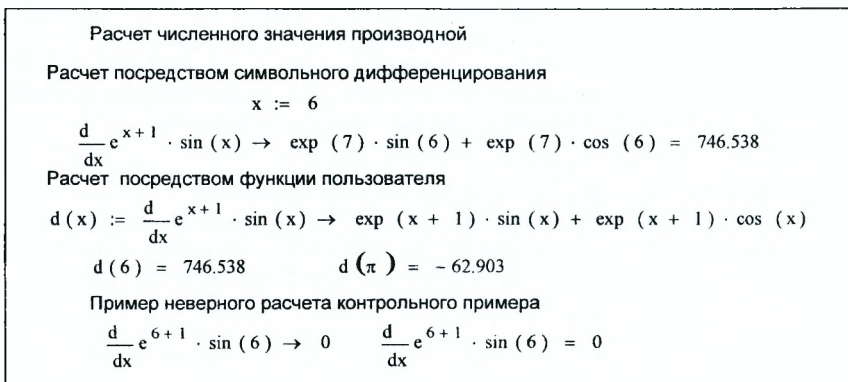 Расчет численного значения производной
Расчет посредством символьного дифференцирования
x := 6
d/dx e^(x + 1) · sin (x) → exp (7) · sin (6) + exp (7) · cos (6) = 746.538
Расчет посредством функции пользователя
d (x) := d/dx e^(x + 1) · sin (x) → exp (x + 1) · sin (x) + exp (x + 1) · cos (x)
d (6) = 746.538 d (π) = - 62.903
Пример неверного расчета контрольного примера
d/dx e^(6 + 1) · sin (6) → 0 d/dx e^(6 + 1) · sin (6) = 0